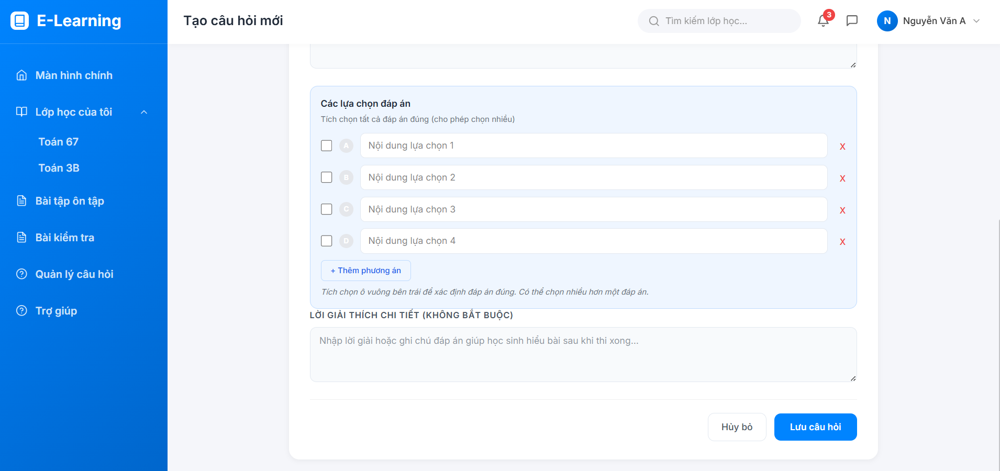 E-Learning
Tạo câu hỏi mới
Tìm kiếm lớp học...
3
N
Nguyễn Văn A
Màn hình chính
Lớp học của tôi
Toán 67
Toán 3B
Bài tập ôn tập
Bài kiểm tra
Quản lý câu hỏi
Trợ giúp
Các lựa chọn đáp án
Tích chọn tất cả đáp án đúng (cho phép chọn nhiều)
A Nội dung lựa chọn 1 X
B Nội dung lựa chọn 2 X
C Nội dung lựa chọn 3 X
D Nội dung lựa chọn 4 X
+ Thêm phương án
Tích chọn ô vuông bên trái để xác định đáp án đúng. Có thể chọn nhiều hơn một đáp án.
LỜI GIẢI THÍCH CHI TIẾT (KHÔNG BẮT BUỘC)
Nhập lời giải hoặc ghi chú đáp án giúp học sinh hiểu bài sau khi thi xong...
Hủy bỏ
Lưu câu hỏi